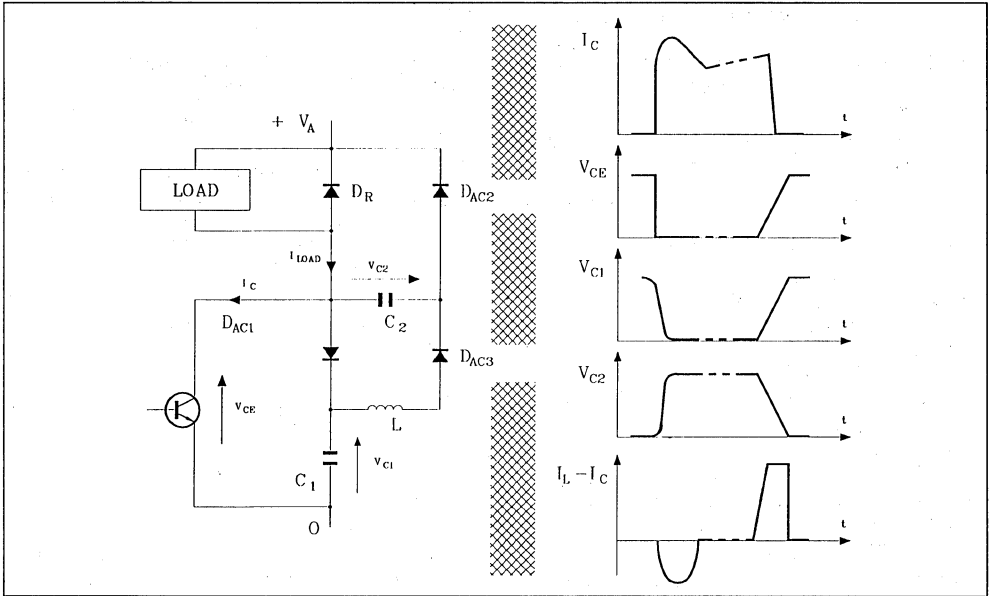 + V_A
LOAD
D_R
D_AC2
I_LOAD
V_C2
I_C
D_AC1
C_2
D_AC3
V_CE
L
C_1
V_C1
O
I_C
t
V_CE
t
V_C1
t
V_C2
t
I_L – I_C
t